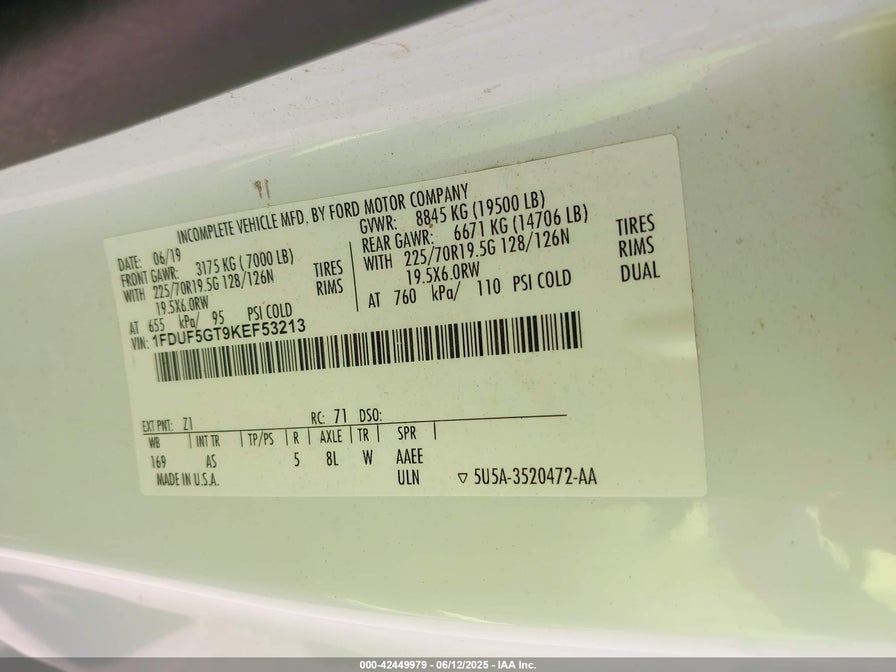 INCOMPLETE VEHICLE MFD. BY FORD MOTOR COMPANY
DATE: 06/19 GVWR: 8845 KG (19500 LB)
FRONT GAWR: 3175 KG (7000 LB) REAR GAWR: 6671 KG (14706 LB)
WITH 225/70R19.5G 128/126N TIRES WITH 225/70R19.5G 128/126N TIRES
19.5X6.0RW RIMS 19.5X6.0RW RIMS
AT 655 kPa/ 95 PSI COLD AT 760 kPa/ 110 PSI COLD DUAL
VIN: 1FDUF5GT9KEF53213
EXT PNT: Z1 RC: 71 DSO:
WB INT TR TP/PS R AXLE TR SPR
169 AS 5 8L W AAEE
MADE IN U.S.A. ULN ▽ 5U5A-3520472-AA
000-42449979 - 06/12/2025 - IAA Inc.